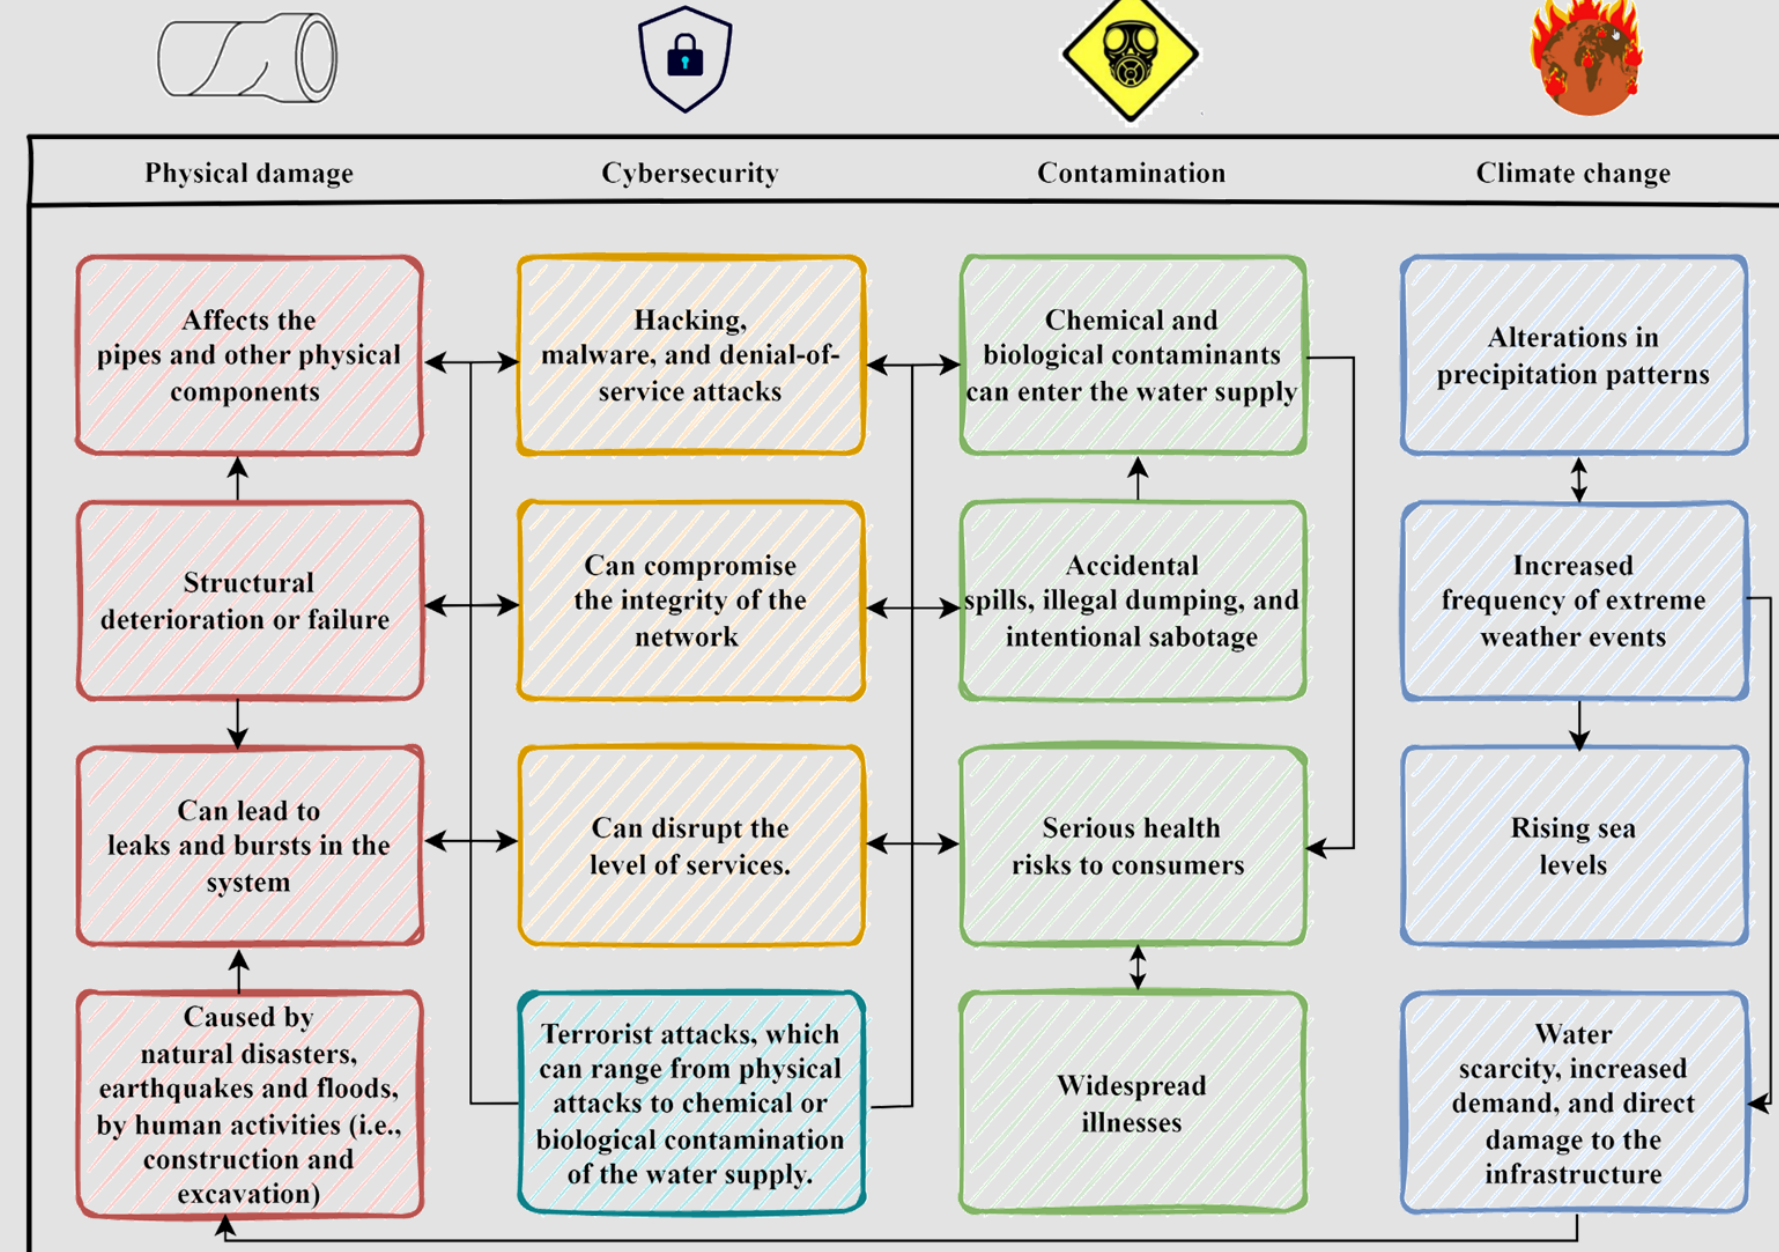 Physical damage
Cybersecurity
Contamination
Climate change
Affects the
pipes and other physical
components
Hacking,
malware, and denial-of-
service attacks
Chemical and
biological contaminants
can enter the water supply
Alterations in
precipitation patterns
Structural
deterioration or failure
Can compromise
the integrity of the
network
Accidental
spills, illegal dumping, and
intentional sabotage
Increased
frequency of extreme
weather events
Can lead to
leaks and bursts in the
system
Can disrupt the
level of services.
Serious health
risks to consumers
Rising sea
levels
Caused by
natural disasters,
earthquakes and floods,
by human activities (i.e.,
construction and
excavation)
Terrorist attacks, which
can range from physical
attacks to chemical or
biological contamination
of the water supply.
Widespread
illnesses
Water
scarcity, increased
demand, and direct
damage to the
infrastructure